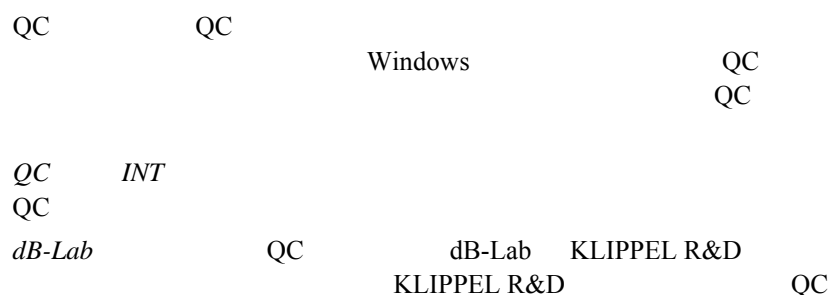 QC QC
Windows QC
QC
QC INT
QC
dB-Lab QC dB-Lab KLIPPEL R&D
KLIPPEL R&D QC